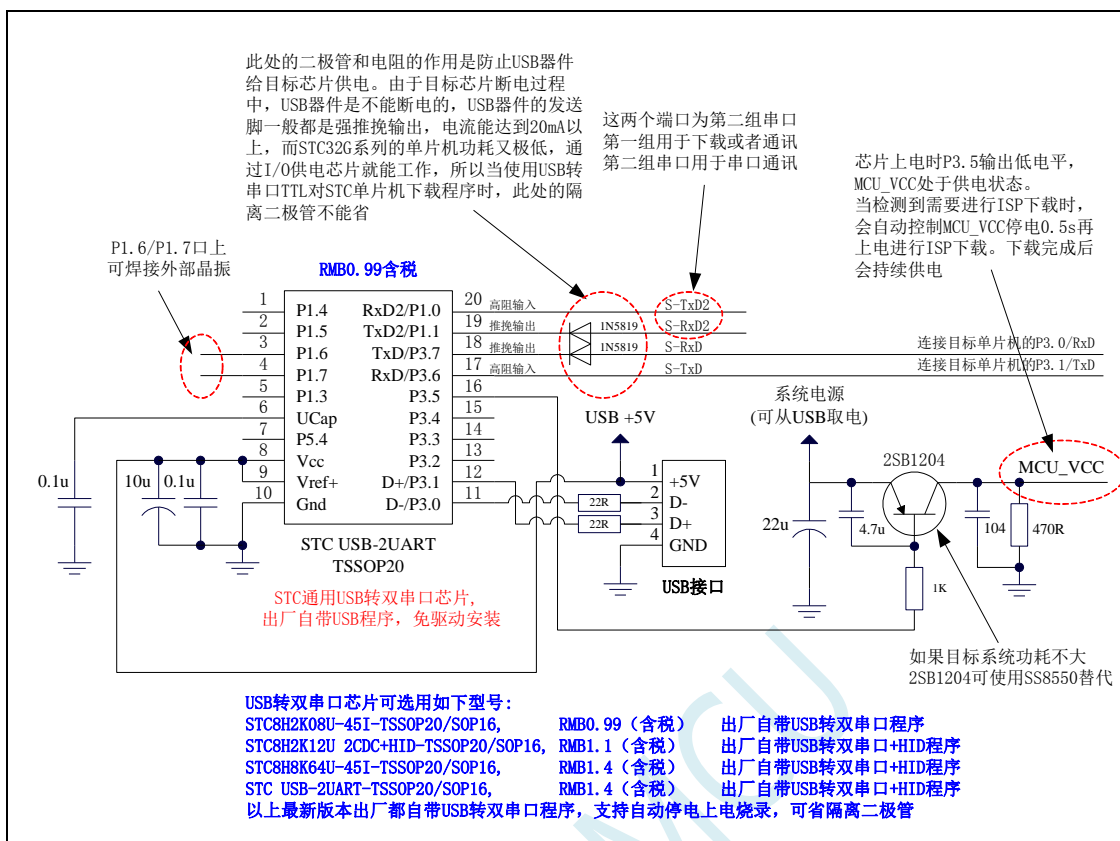 此处的二极管和电阻的作用是防止USB器件
给目标芯片供电。由于目标芯片断电过程
中，USB器件是不能断电的，USB器件的发送
脚一般都是强推挽输出，电流能达到20mA以
上，而STC32G系列的单片机功耗又极低，通
过I/O供电芯片就能工作，所以当使用USB转
串口TTL对STC单片机下载程序时，此处的隔
离二极管不能省
这两个端口为第二组串口
第一组用于下载或者通讯
第二组串口用于串口通讯
芯片上电时P3.5输出低电平，
MCU_VCC处于供电状态。
当检测到需要进行ISP下载时，
会自动控制MCU_VCC停电0.5s再
上电进行ISP下载。下载完成后
会持续供电
P1.6/P1.7口上
可焊接外部晶振
RMB0.99含税
1 P1.4 RxD2/P1.0 20 高阻输入 S-TxD2
2 P1.5 TxD2/P1.1 19 推挽输出 1N5819 S-RxD2
3 P1.6 TxD/P3.7 18 推挽输出 1N5819 S-RxD 连接目标单片机的P3.0/RxD
4 P1.7 RxD/P3.6 17 高阻输入 S-TxD 连接目标单片机的P3.1/TxD
5 P1.3 P3.5 16
6 UCap P3.4 15
7 P5.4 P3.3 14
8 Vcc P3.2 13
9 Vref+ D+/P3.1 12
10 Gnd D-/P3.0 11
0.1u
10u
0.1u
STC USB-2UART
TSSOP20
STC通用USB转双串口芯片，
出厂自带USB程序，免驱动安装
USB +5V
1 +5V
22R 2 D-
22R 3 D+
4 GND
USB接口
系统电源
(可从USB取电)
2SB1204
MCU_VCC
22u
4.7u
104
470R
1K
如果目标系统功耗不大
2SB1204可使用SS8550替代
USB转双串口芯片可选用如下型号：
STC8H2K08U-45I-TSSOP20/SOP16, RMB0.99（含税） 出厂自带USB转双串口程序
STC8H2K12U 2CDC+HID-TSSOP20/SOP16, RMB1.1（含税） 出厂自带USB转双串口+HID程序
STC8H8K64U-45I-TSSOP20/SOP16, RMB1.4（含税） 出厂自带USB转双串口+HID程序
STC USB-2UART-TSSOP20/SOP16, RMB1.4（含税） 出厂自带USB转双串口+HID程序
以上最新版本出厂都自带USB转双串口程序，支持自动停电上电烧录，可省隔离二极管
MCU